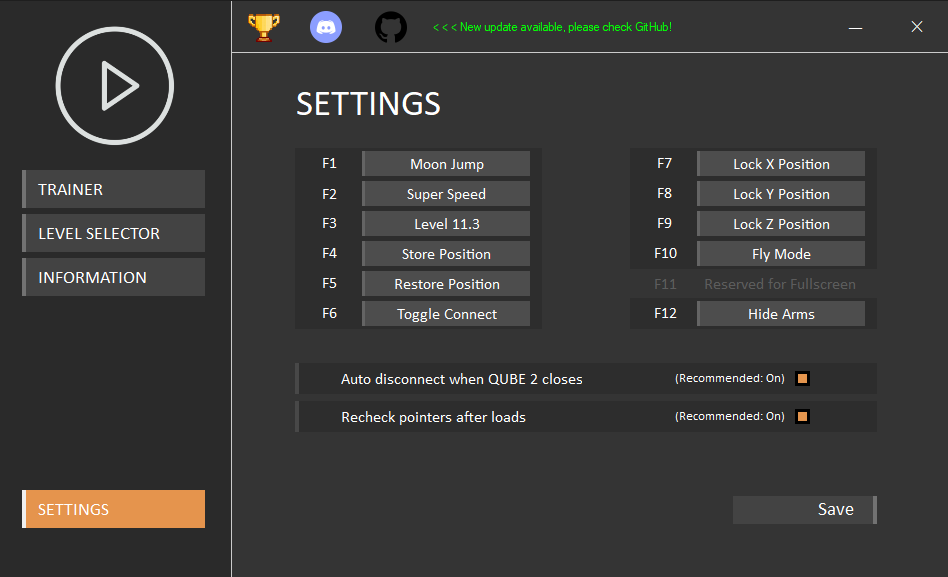 < < < New update available, please check GitHub!
TRAINER
LEVEL SELECTOR
INFORMATION
SETTINGS
SETTINGS
F1 Moon Jump
F2 Super Speed
F3 Level 11.3
F4 Store Position
F5 Restore Position
F6 Toggle Connect
F7 Lock X Position
F8 Lock Y Position
F9 Lock Z Position
F10 Fly Mode
F11 Reserved for Fullscreen
F12 Hide Arms
Auto disconnect when QUBE 2 closes (Recommended: On)
Recheck pointers after loads (Recommended: On)
Save